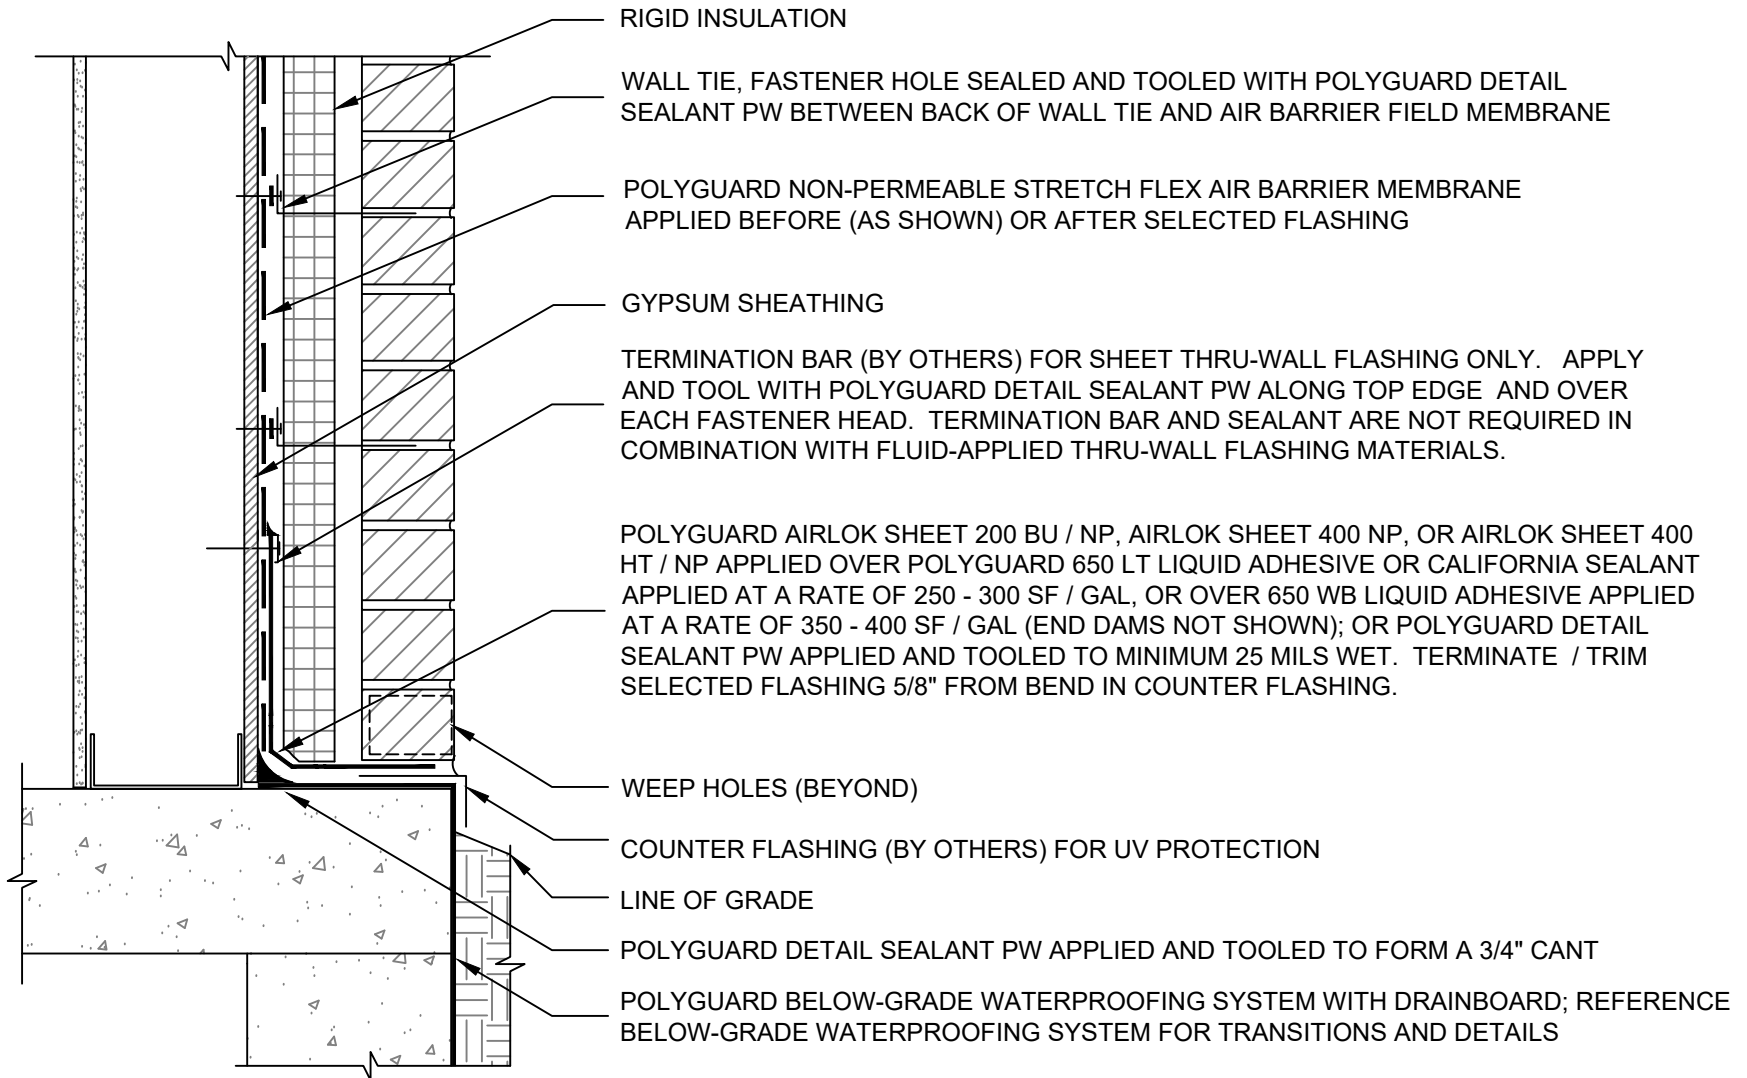 RIGID INSULATION
WALL TIE, FASTENER HOLE SEALED AND TOOLED WITH POLYGUARD DETAIL
SEALANT PW BETWEEN BACK OF WALL TIE AND AIR BARRIER FIELD MEMBRANE
POLYGUARD NON-PERMEABLE STRETCH FLEX AIR BARRIER MEMBRANE
APPLIED BEFORE (AS SHOWN) OR AFTER SELECTED FLASHING
GYPSUM SHEATHING
TERMINATION BAR (BY OTHERS) FOR SHEET THRU-WALL FLASHING ONLY. APPLY
AND TOOL WITH POLYGUARD DETAIL SEALANT PW ALONG TOP EDGE AND OVER
EACH FASTENER HEAD. TERMINATION BAR AND SEALANT ARE NOT REQUIRED IN
COMBINATION WITH FLUID-APPLIED THRU-WALL FLASHING MATERIALS.
POLYGUARD AIRLOK SHEET 200 BU / NP, AIRLOK SHEET 400 NP, OR AIRLOK SHEET 400
HT / NP APPLIED OVER POLYGUARD 650 LT LIQUID ADHESIVE OR CALIFORNIA SEALANT
APPLIED AT A RATE OF 250 - 300 SF / GAL, OR OVER 650 WB LIQUID ADHESIVE APPLIED
AT A RATE OF 350 - 400 SF / GAL (END DAMS NOT SHOWN); OR POLYGUARD DETAIL
SEALANT PW APPLIED AND TOOLED TO MINIMUM 25 MILS WET. TERMINATE / TRIM
SELECTED FLASHING 5/8" FROM BEND IN COUNTER FLASHING.
WEEP HOLES (BEYOND)
COUNTER FLASHING (BY OTHERS) FOR UV PROTECTION
LINE OF GRADE
POLYGUARD DETAIL SEALANT PW APPLIED AND TOOLED TO FORM A 3/4" CANT
POLYGUARD BELOW-GRADE WATERPROOFING SYSTEM WITH DRAINBOARD; REFERENCE
BELOW-GRADE WATERPROOFING SYSTEM FOR TRANSITIONS AND DETAILS